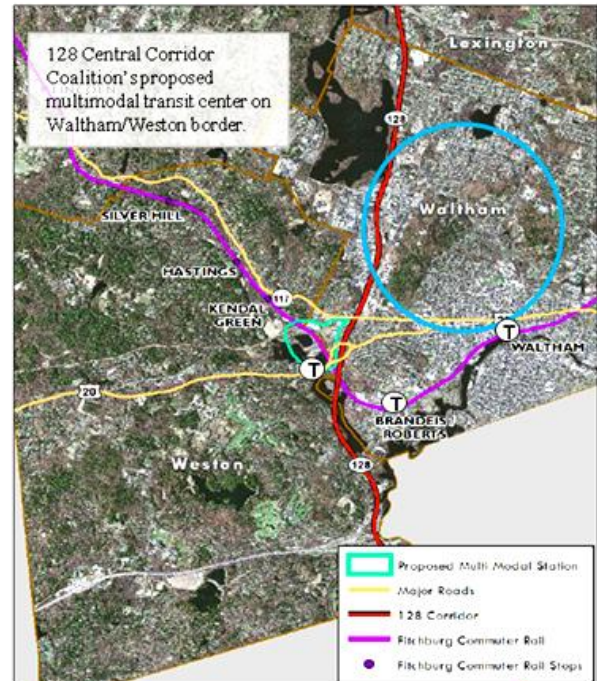 128 Central Corridor
Coalition's proposed
multimodal transit center on
Waltham/Weston border.
Lexington
128
LINCOLN
Waltham
SILVER HILL
HASTINGS
117
KENDAL
GREEN
T
WALTHAM
T
20
T
BRANDEIS
ROBERTS
Weston
128
Proposed Multi Modal Station
Major Roads
128 Corridor
Fitchburg Commuter Rail
Fitchburg Commuter Rail Stops